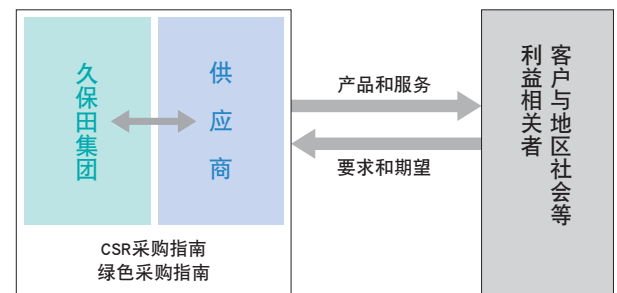 久保田集团
供应商
CSR采购指南
绿色采购指南
产品和服务
要求和期望
客户与地区社会等
利益相关者